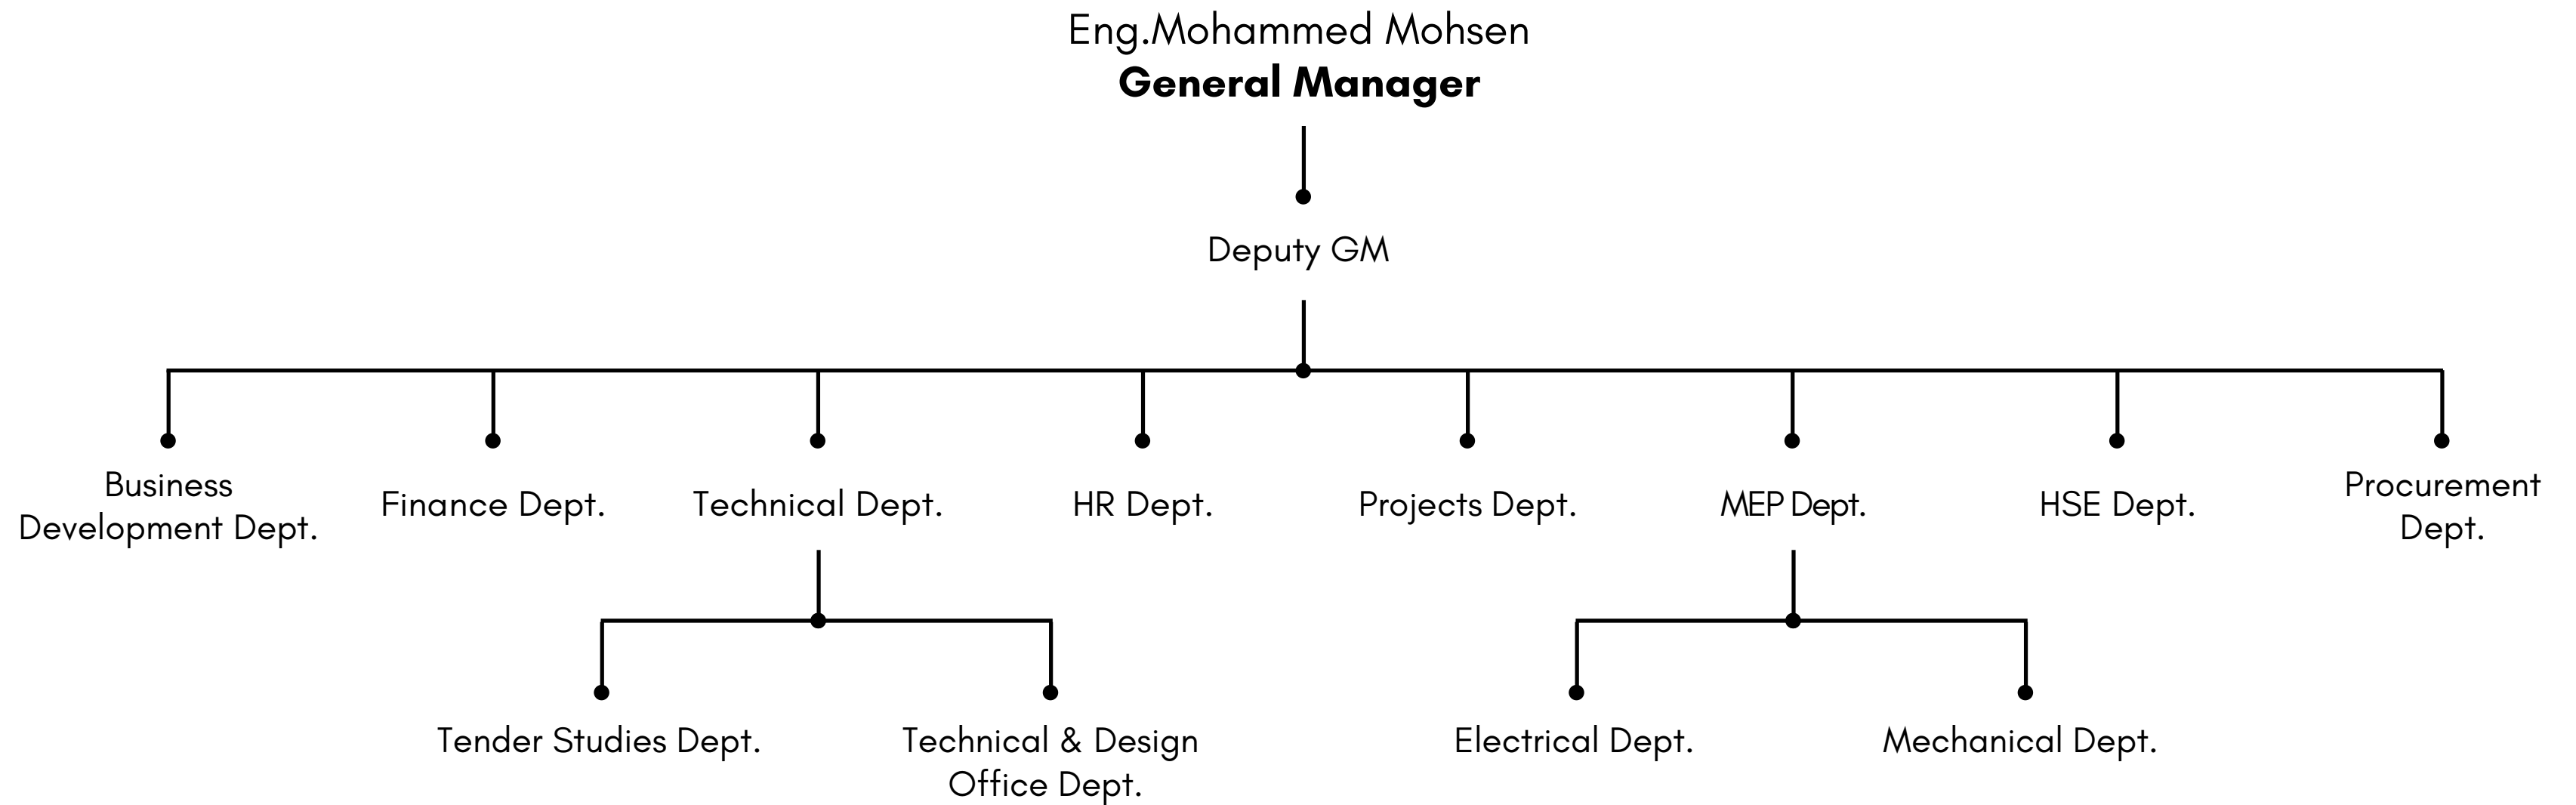 Eng.Mohammed Mohsen
General Manager
Deputy GM
Business
Development Dept.
Finance Dept.
Technical Dept.
HR Dept.
Projects Dept.
MEP Dept.
HSE Dept.
Procurement
Dept.
Tender Studies Dept.
Technical & Design
Office Dept.
Electrical Dept.
Mechanical Dept.